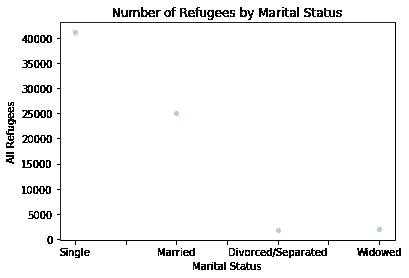 Number of Refugees by Marital Status
40000
35000
30000
25000
20000
15000
10000
5000
0
All Refugees
Single Married Divorced/Separated Widowed
Marital Status